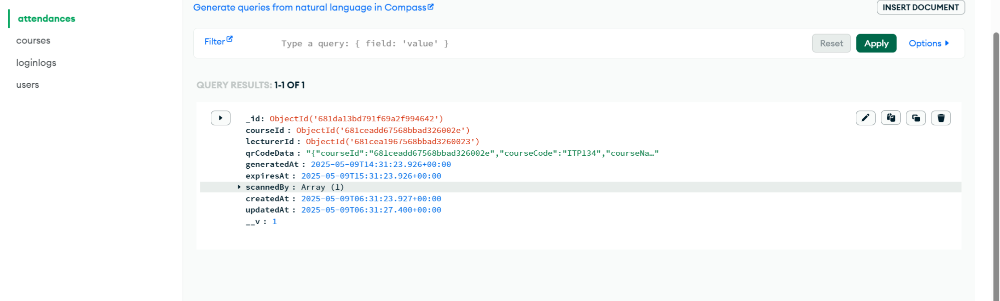 attendances
courses
loginlogs
users
Generate queries from natural language in Compass
INSERT DOCUMENT
Filter
Type a query: { field: 'value' }
Reset
Apply
Options
QUERY RESULTS: 1-1 OF 1
_id: ObjectId('681da13bd791f69a2f994642')
courseId : ObjectId('681ceadd67568bbad326002e')
lecturerId : ObjectId('681cea1967568bbad3260023')
qrCodeData : "{"courseId":"681ceadd67568bbad326002e","courseCode":"ITP134","courseNa…"
generatedAt : 2025-05-09T14:31:23.926+00:00
expiresAt : 2025-05-09T15:31:23.926+00:00
scannedBy : Array (1)
createdAt : 2025-05-09T06:31:23.927+00:00
updatedAt : 2025-05-09T06:31:27.400+00:00
__v : 1